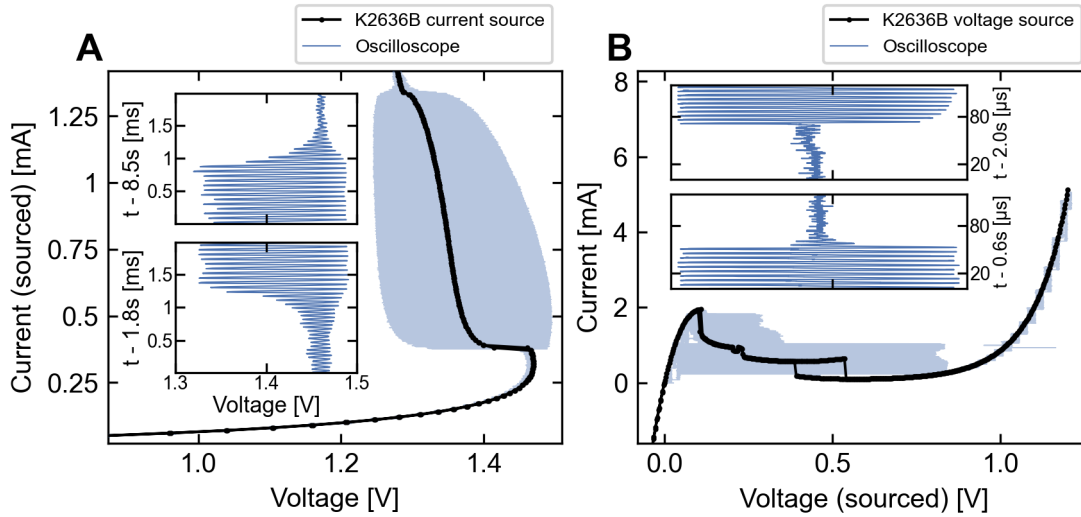 K2636B current source
Oscilloscope
A
Current (sourced) [mA]
1.25
1
0.75
0.5
0.25
t - 8.5s [ms]
1.5
1
0.5
t - 1.8s [ms]
1.5
1
0.5
1.3
1.4
1.5
Voltage [V]
1.0
1.2
1.4
Voltage [V]
K2636B voltage source
Oscilloscope
B
Current [mA]
8
6
4
2
0
80
20
t - 2.0s [µs]
80
20
t - 0.6s [µs]
0.0
0.5
1.0
Voltage (sourced) [V]